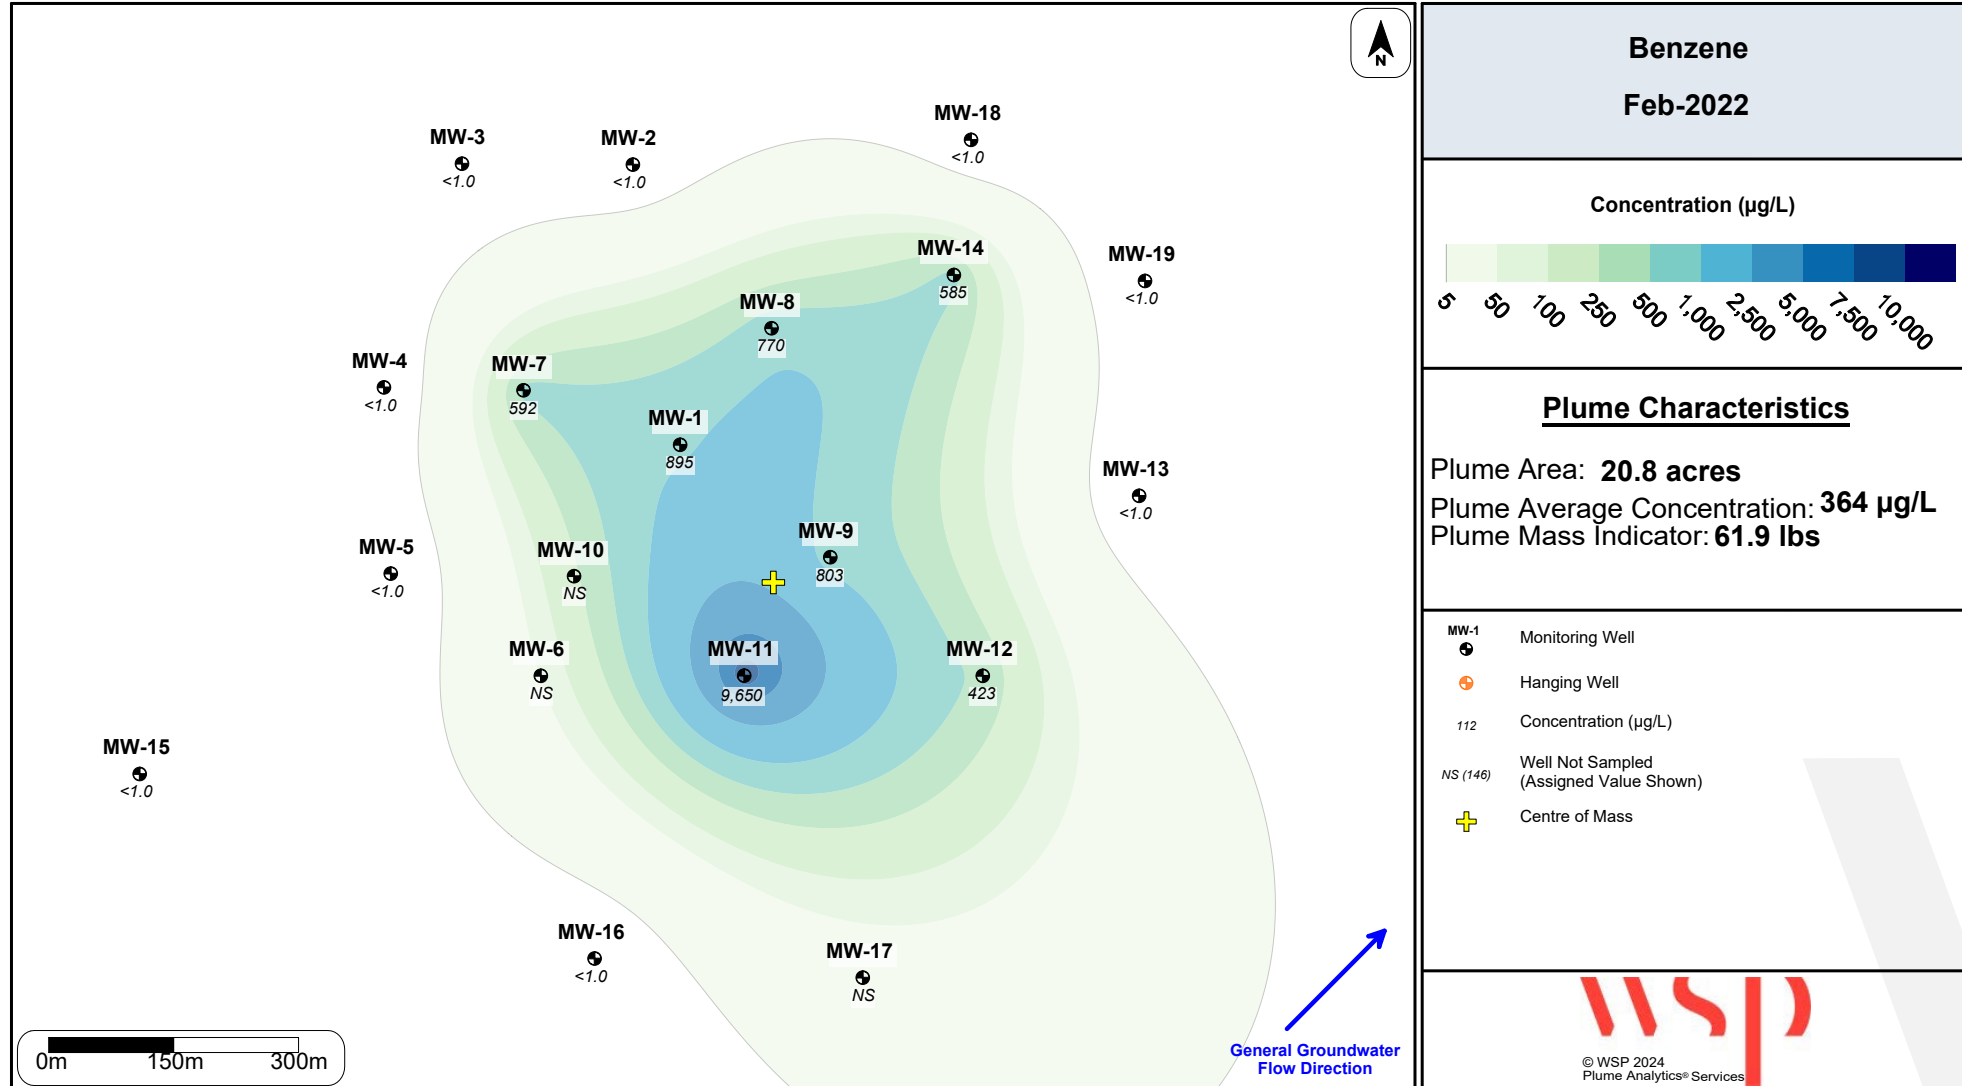 N
MW-18
<1.0
MW-3
<1.0
MW-2
<1.0
MW-14
585
MW-19
<1.0
MW-8
770
MW-4
<1.0
MW-7
592
MW-1
895
MW-13
<1.0
MW-9
803
MW-5
<1.0
MW-10
NS
MW-6
NS
MW-11
9,650
MW-12
423
MW-15
<1.0
MW-16
<1.0
MW-17
NS
0m 150m 300m
General Groundwater
Flow Direction
Benzene
Feb-2022
Concentration (µg/L)
5 50 100 250 500 1,000 2,500 5,000 7,500 10,000
Plume Characteristics
Plume Area: 20.8 acres
Plume Average Concentration: 364 µg/L
Plume Mass Indicator: 61.9 lbs
MW-1 Monitoring Well
Hanging Well
112 Concentration (µg/L)
NS (146) Well Not Sampled
(Assigned Value Shown)
Centre of Mass
wsp
© WSP 2024
Plume Analytics® Services